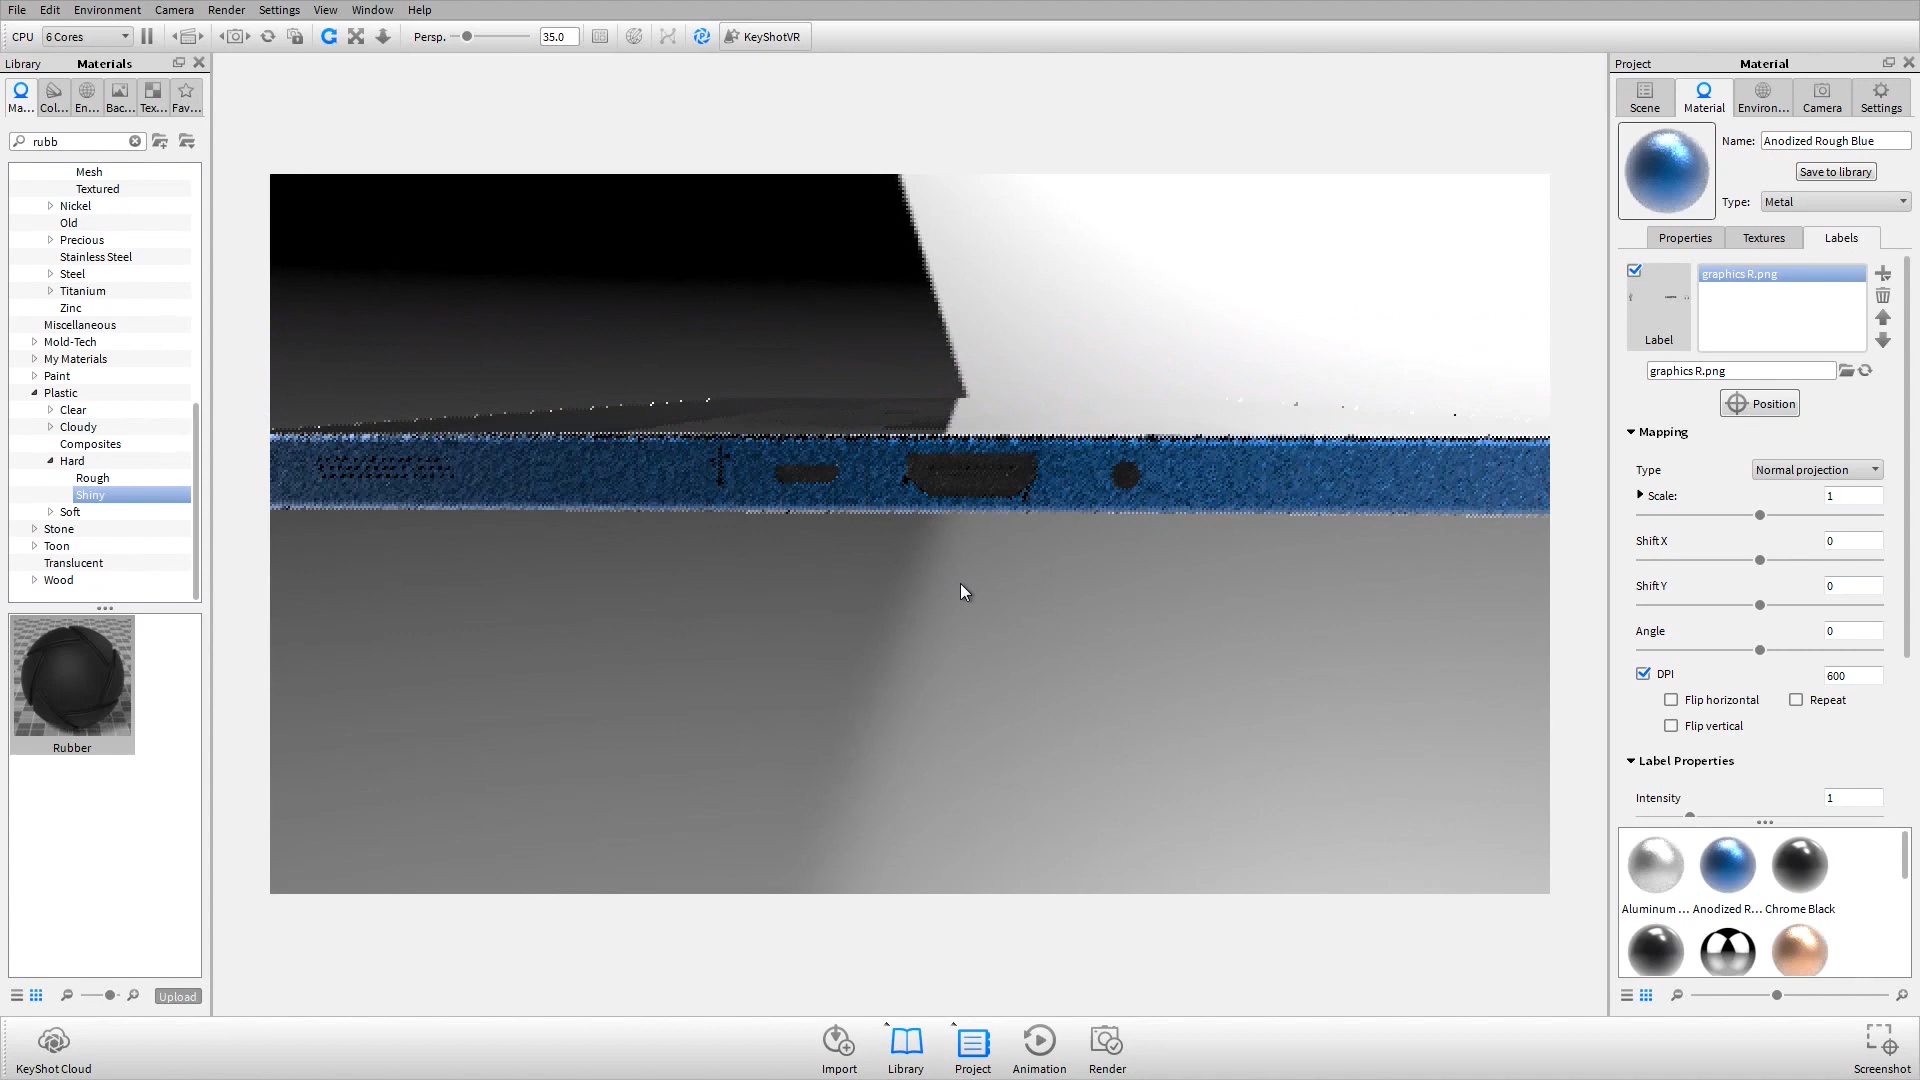 File Edit Environment Camera Render Settings View Window Help
CPU 6 Cores Persp. 35.0 KeyShotVR
Library Materials
Ma... Col... En... Bac... Tex... Fav...
rubb
Mesh
Textured
Nickel
Old
Precious
Stainless Steel
Steel
Titanium
Zinc
Miscellaneous
Mold-Tech
My Materials
Paint
Plastic
Clear
Cloudy
Composites
Hard
Rough
Shiny
Soft
Stone
Toon
Translucent
Wood
Rubber
Upload
Project Material
Scene Material Environ... Camera Settings
Name: Anodized Rough Blue
Save to library
Type: Metal
Properties Textures Labels
graphics R.png
Label
graphics R.png
Position
Mapping
Type Normal projection
Scale: 1
Shift X 0
Shift Y 0
Angle 0
DPI 600
Flip horizontal Repeat
Flip vertical
Label Properties
Intensity 1
Aluminum ... Anodized R... Chrome Black
KeyShot Cloud Import Library Project Animation Render Screenshot